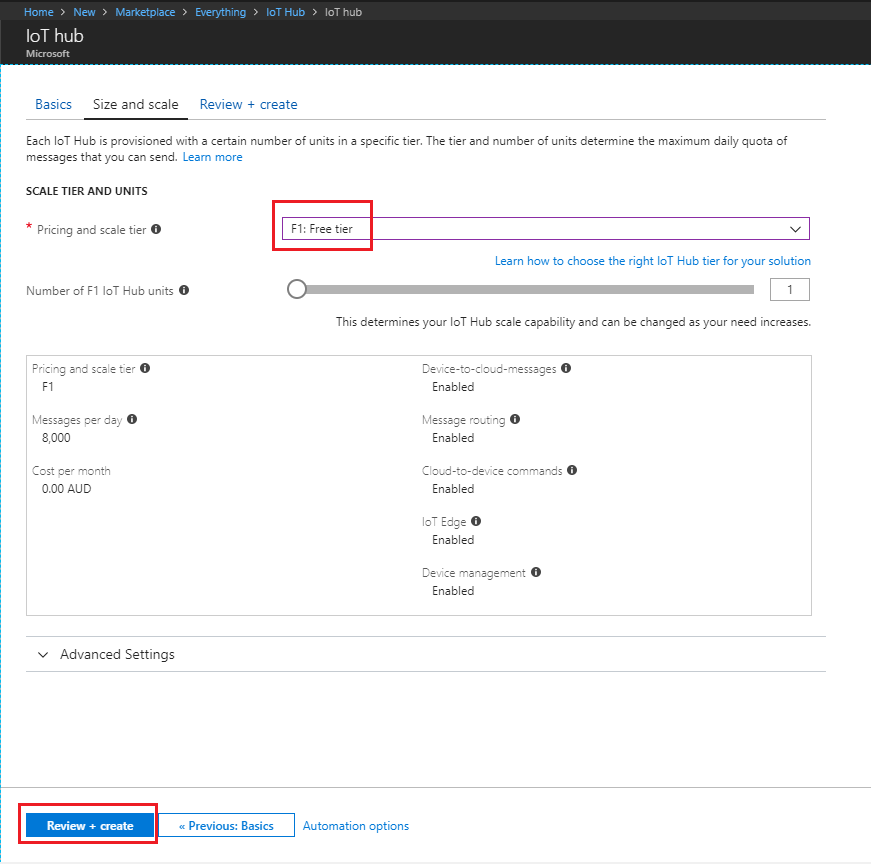 Home > New > Marketplace > Everything > IoT Hub > IoT hub
IoT hub
Microsoft
Basics Size and scale Review + create
Each IoT Hub is provisioned with a certain number of units in a specific tier. The tier and number of units determine the maximum daily quota of
messages that you can send. Learn more
SCALE TIER AND UNITS
* Pricing and scale tier
F1: Free tier
Learn how to choose the right IoT Hub tier for your solution
Number of F1 IoT Hub units
1
This determines your IoT Hub scale capability and can be changed as your need increases.
Pricing and scale tier
F1
Messages per day
8,000
Cost per month
0.00 AUD
Device-to-cloud-messages
Enabled
Message routing
Enabled
Cloud-to-device commands
Enabled
IoT Edge
Enabled
Device management
Enabled
Advanced Settings
Review + create « Previous: Basics Automation options